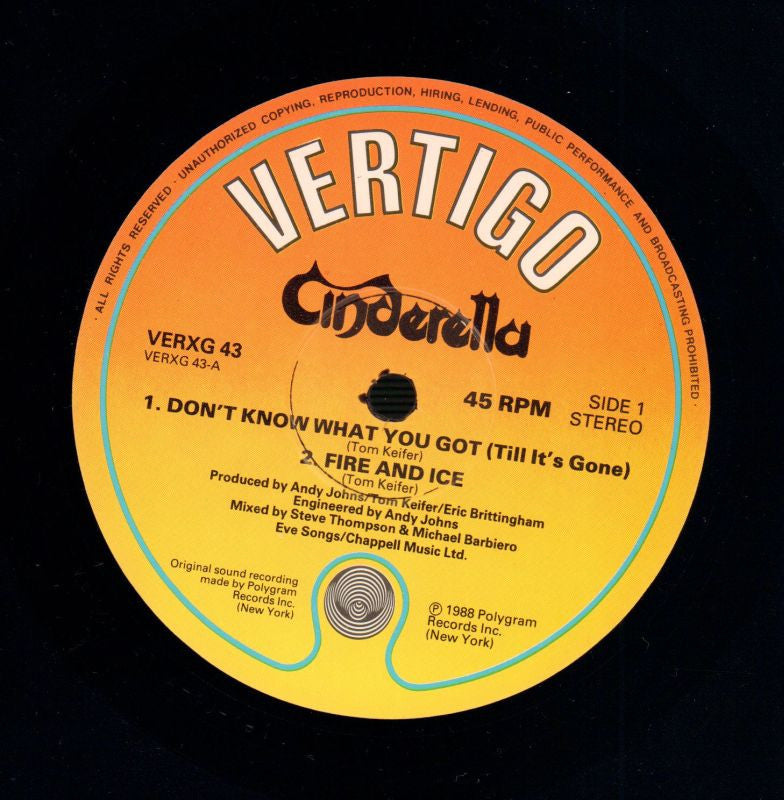 · ALL RIGHTS RESERVED · UNAUTHORIZED COPYING, REPRODUCTION, HIRING, LENDING, PUBLIC PERFORMANCE AND BROADCASTING PROHIBITED ·
VERTIGO
Cinderella
VERXG 43
VERXG 43-A
45 RPM
SIDE 1
STEREO
1. DON'T KNOW WHAT YOU GOT (Till It's Gone)
(Tom Keifer)
2. FIRE AND ICE
(Tom Keifer)
Produced by Andy Johns/Tom Keifer/Eric Brittingham
Engineered by Andy Johns
Mixed by Steve Thompson & Michael Barbiero
Eve Songs/Chappell Music Ltd.
Original sound recording
made by Polygram
Records Inc.
(New York)
℗ 1988 Polygram
Records Inc.
(New York)